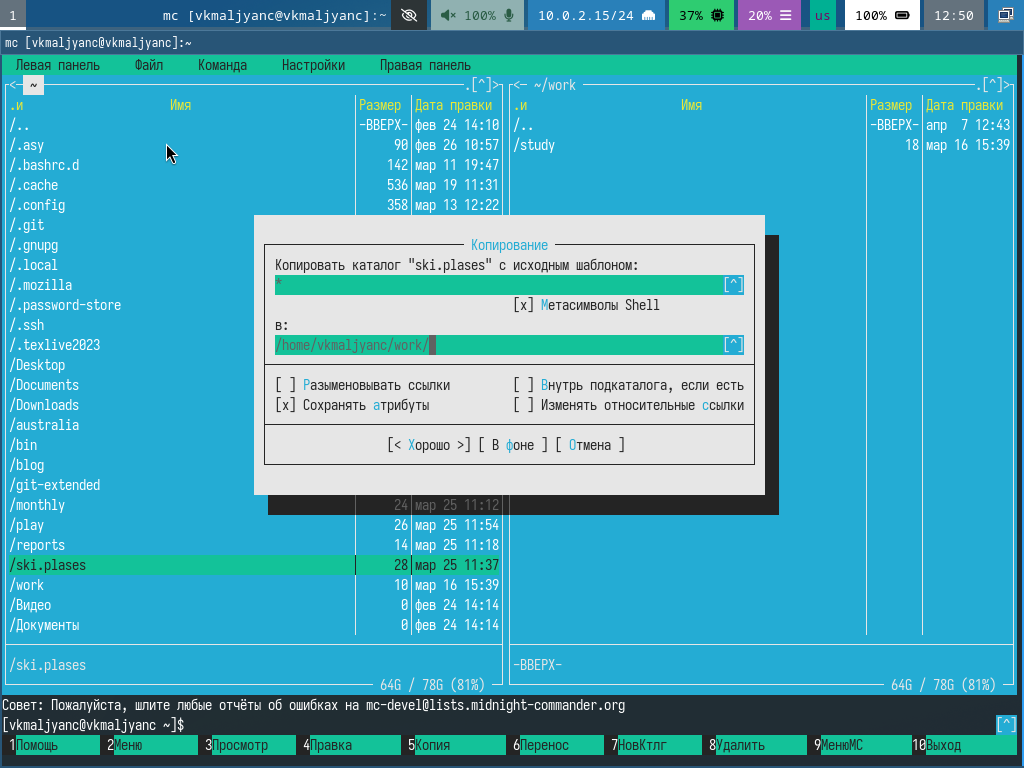 1 mc [vkmaljyanc@vkmaljyanc]:~ 100% 10.0.2.15/24 37% 20% us 100% 12:50
mc [vkmaljyanc@vkmaljyanc]:~
Левая панель Файл Команда Настройки Правая панель
<─ ~ .[^]> <─ ~/work .[^]>
.и Имя Размер Дата правки .и Имя Размер Дата правки
/.. -ВВЕРХ- фев 24 14:10 /.. -ВВЕРХ- апр 7 12:43
/.asy 90 фев 26 10:57 /study 18 мар 16 15:39
/.bashrc.d 142 мар 11 19:47
/.cache 536 мар 19 11:31
/.config 358 мар 13 12:22
/.git
/.gnupg
/.local
/.mozilla
/.password-store
/.ssh
/.texlive2023
/Desktop
/Documents
/Downloads
/australia
/bin
/blog
/git-extended
/monthly 24 мар 25 11:12
/play 26 мар 25 11:54
/reports 14 мар 25 11:18
/ski.plases 28 мар 25 11:37
/work 10 мар 16 15:39
/Видео 0 фев 24 14:14
/Документы 0 фев 24 14:14
Копирование
Копировать каталог "ski.plases" с исходным шаблоном:
* [^]
[x] Метасимволы Shell
в:
/home/vkmaljyanc/work/ [^]
[ ] Разыменовывать ссылки [ ] Внутрь подкаталога, если есть
[x] Сохранять атрибуты [ ] Изменять относительные ссылки
[< Хорошо >] [ В фоне ] [ Отмена ]
/ski.plases -ВВЕРХ-
64G / 78G (81%) 64G / 78G (81%)
Совет: Пожалуйста, шлите любые отчёты об ошибках на mc-devel@lists.midnight-commander.org
[vkmaljyanc@vkmaljyanc ~]$ [^]
1Помощь 2Меню 3Просмотр 4Правка 5Копия 6Перенос 7НовКтлг 8Удалить 9МенюMC 10Выход